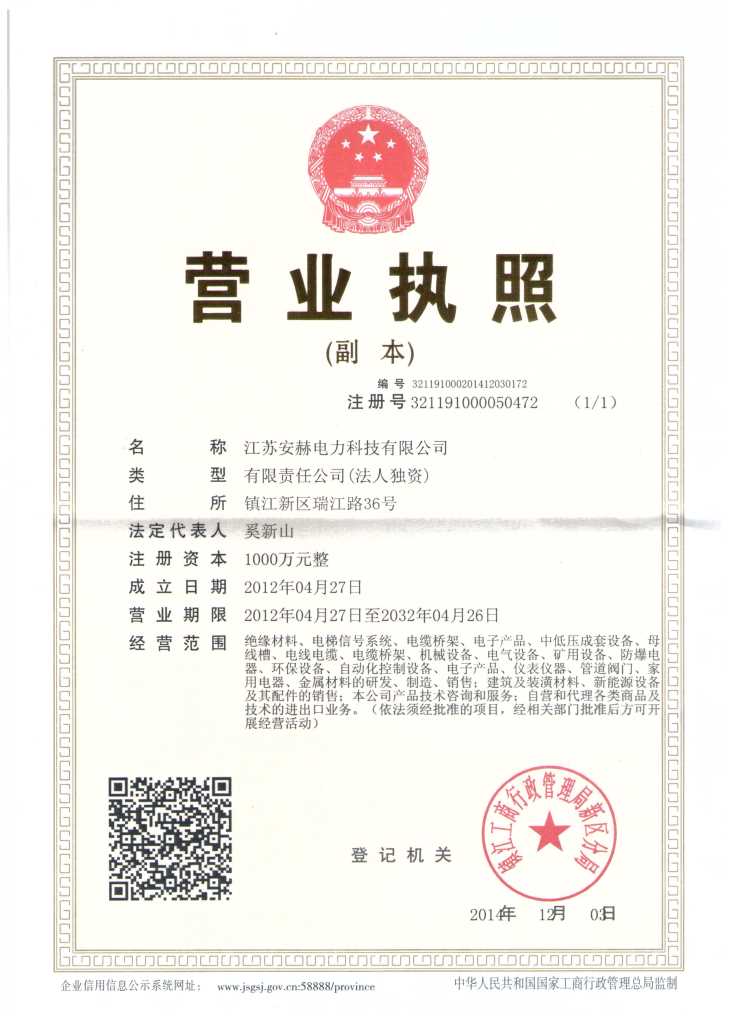 营业执照
(副 本)
编 号 321191000201412030172
注册号 321191000050472 （1/1）
名 称 江苏安赫电力科技有限公司
类 型 有限责任公司(法人独资)
住 所 镇江新区瑞江路36号
法定代表人 奚新山
注册资本 1000万元整
成立日期 2012年04月27日
营业期限 2012年04月27日至2032年04月26日
经营范围 绝缘材料、电梯信号系统、电缆桥架、电子产品、中低压成套设备、母
线槽、电线电缆、电缆桥架、机械设备、电气设备、矿用设备、防爆电
器、环保设备、自动化控制设备、电子产品、仪表仪器、管道阀门、家
用电器、金属材料的研发、制造、销售；建筑及装潢材料、新能源设备
及其配件的销售；本公司产品技术咨询和服务；自营和代理各类商品及
技术的进出口业务。（依法须经批准的项目，经相关部门批准后方可开
展经营活动）
镇江工商行政管理局新区分局
登记机关
2014年 12月 03日
企业信用信息公示系统网址： www.jsgsj.gov.cn:58888/province
中华人民共和国国家工商行政管理总局监制